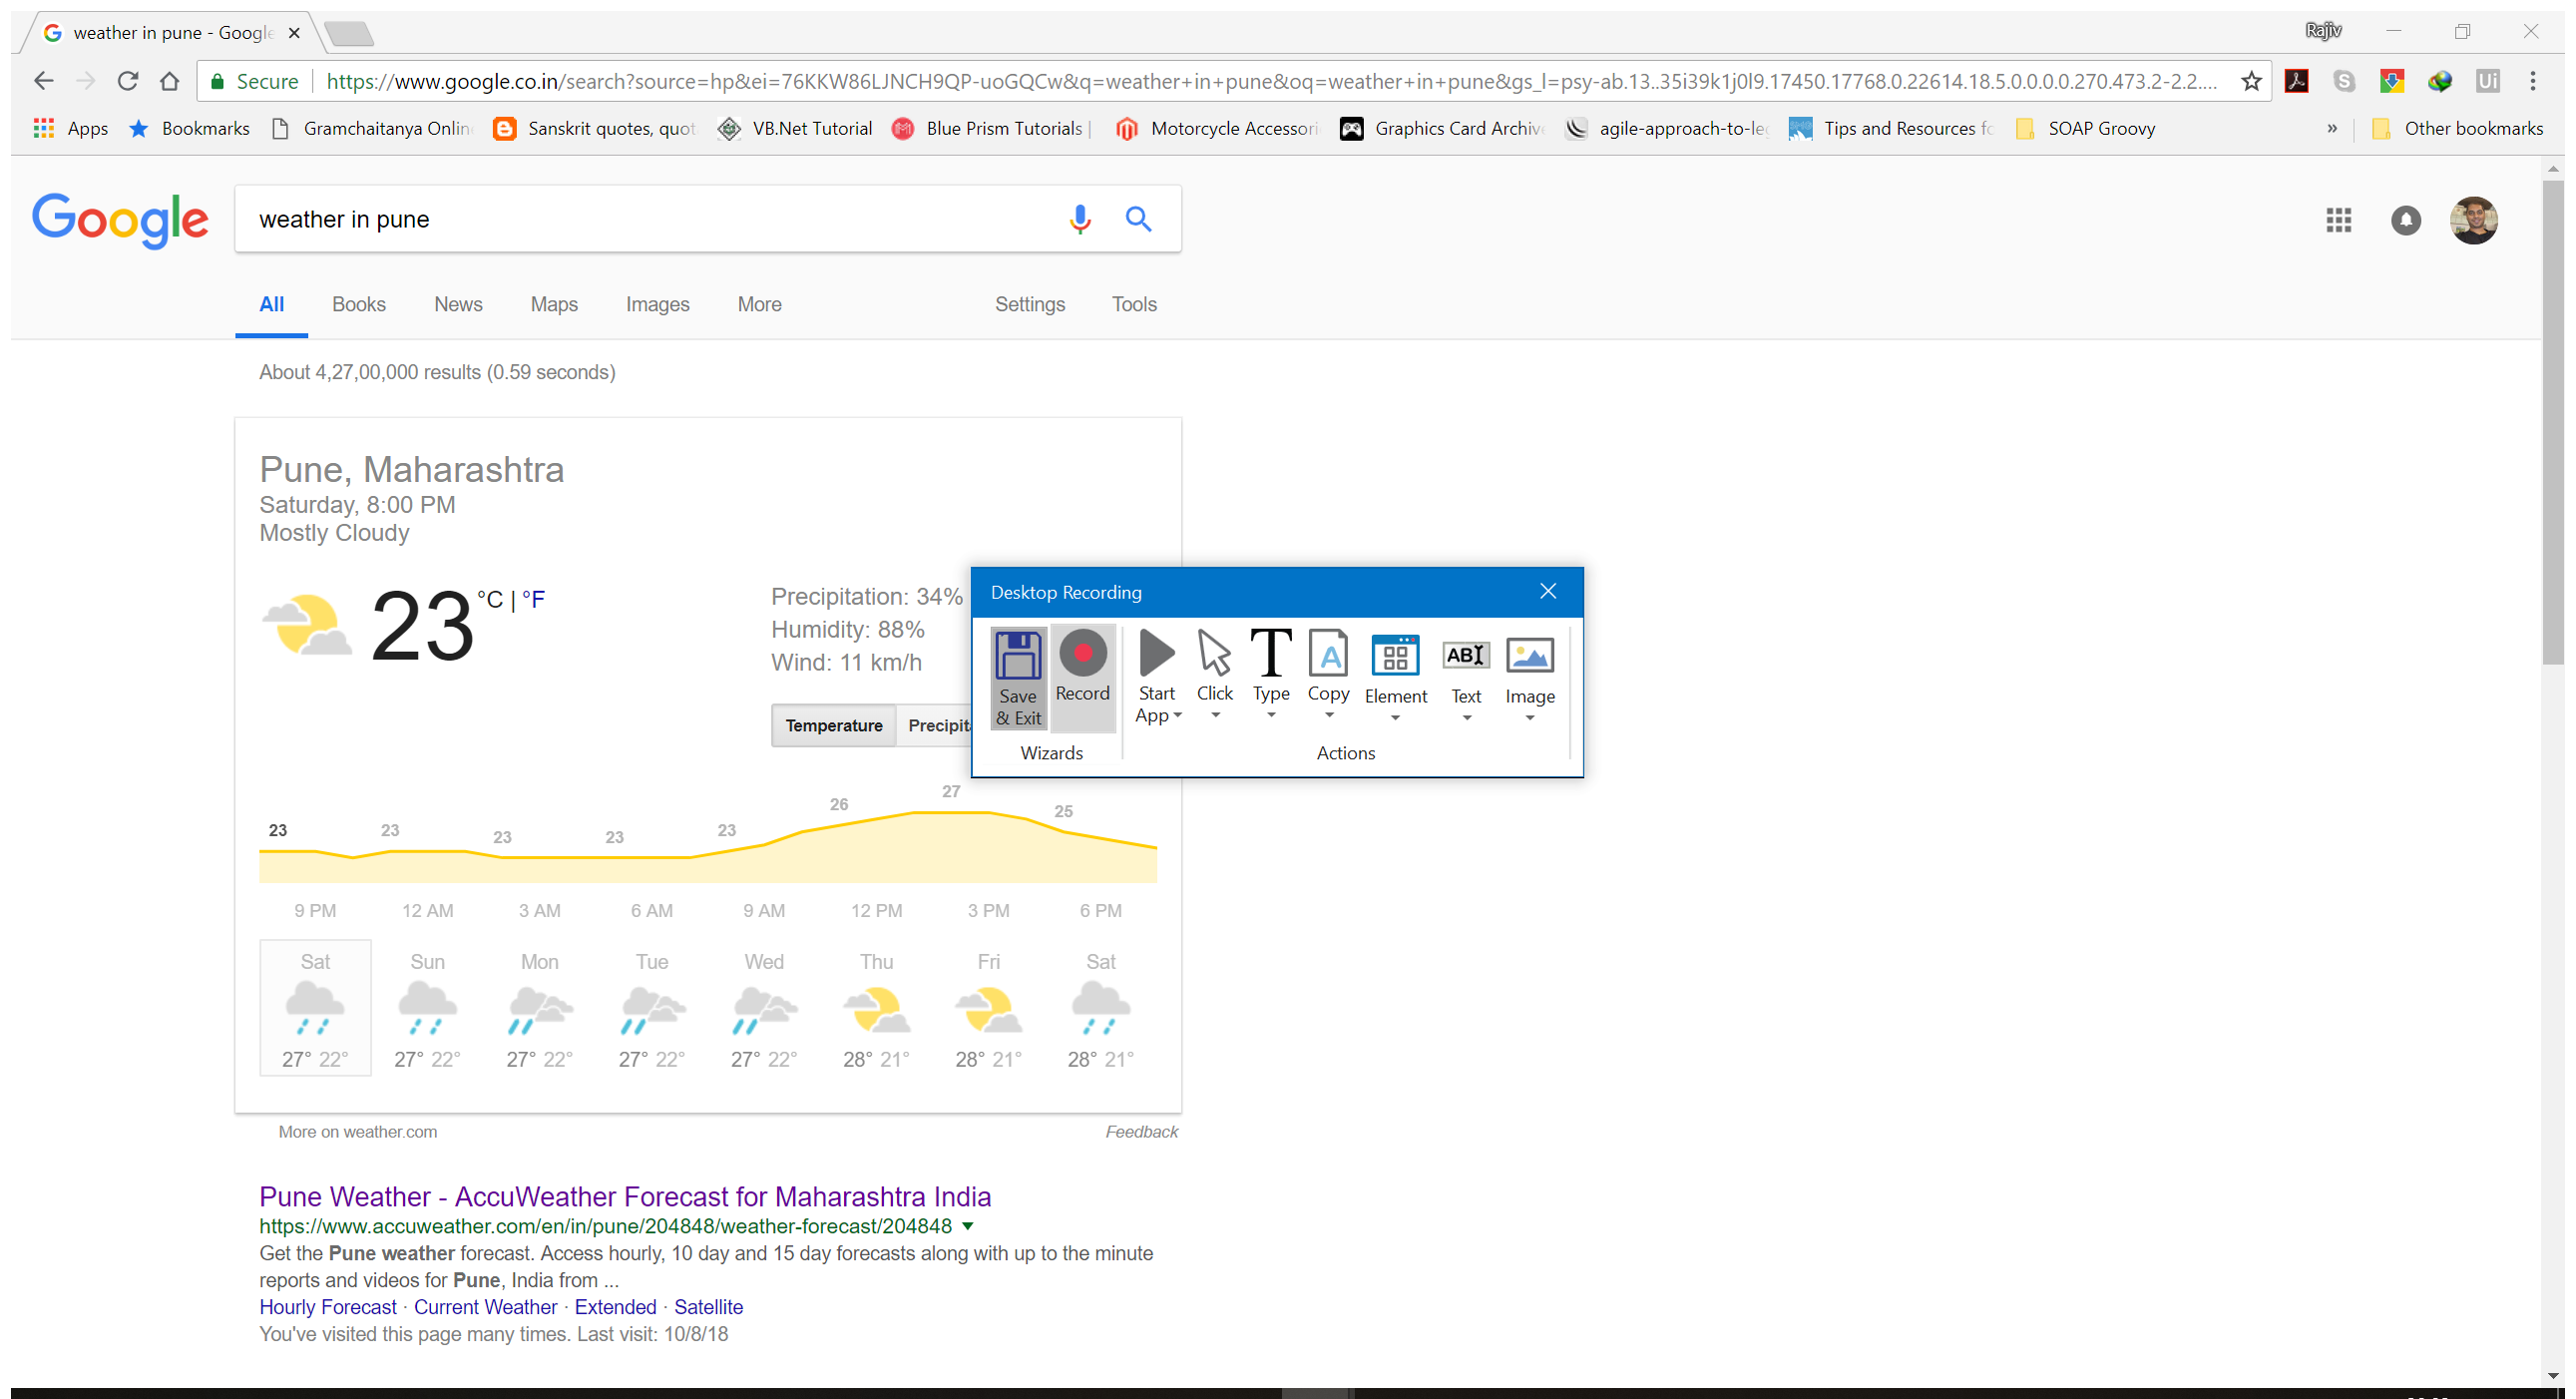 weather in pune - Google
Rajiv
Secure https://www.google.co.in/search?source=hp&ei=76KKW86LJNCH9QP-uoGQCw&q=weather+in+pune&oq=weather+in+pune&gs_l=psy-ab.13..35i39k1j0l9.17450.17768.0.22614.18.5.0.0.0.0.270.473.2-2.2....
Apps Bookmarks Gramchaitanya Onlin Sanskrit quotes, quot VB.Net Tutorial Blue Prism Tutorials | Motorcycle Accessori Graphics Card Archive agile-approach-to-leg Tips and Resources fo SOAP Groovy » Other bookmarks
Google
weather in pune
All Books News Maps Images More Settings Tools
About 4,27,00,000 results (0.59 seconds)
Pune, Maharashtra
Saturday, 8:00 PM
Mostly Cloudy
23 °C | °F
Precipitation: 34%
Humidity: 88%
Wind: 11 km/h
Temperature Precipita
Desktop Recording
Save & Exit
Record
Start App
Click
Type
Copy
Element
Text
Image
Wizards
Actions
23 23 23 23 23 26 27 25
9 PM 12 AM 3 AM 6 AM 9 AM 12 PM 3 PM 6 PM
Sat Sun Mon Tue Wed Thu Fri Sat
27° 22° 27° 22° 27° 22° 27° 22° 27° 22° 28° 21° 28° 21° 28° 21°
More on weather.com
Feedback
Pune Weather - AccuWeather Forecast for Maharashtra India
https://www.accuweather.com/en/in/pune/204848/weather-forecast/204848
Get the Pune weather forecast. Access hourly, 10 day and 15 day forecasts along with up to the minute
reports and videos for Pune, India from ...
Hourly Forecast · Current Weather · Extended · Satellite
You've visited this page many times. Last visit: 10/8/18